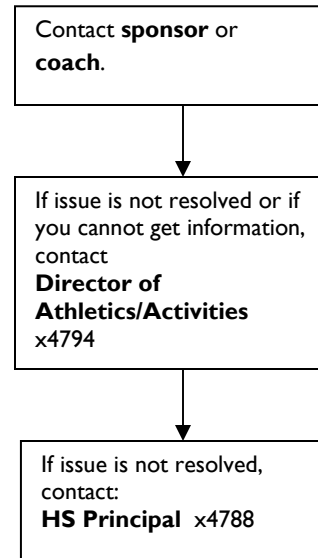 Contact sponsor or
coach.
If issue is not resolved or if
you cannot get information,
contact
Director of
Athletics/Activities
x4794
If issue is not resolved,
contact:
HS Principal x4788